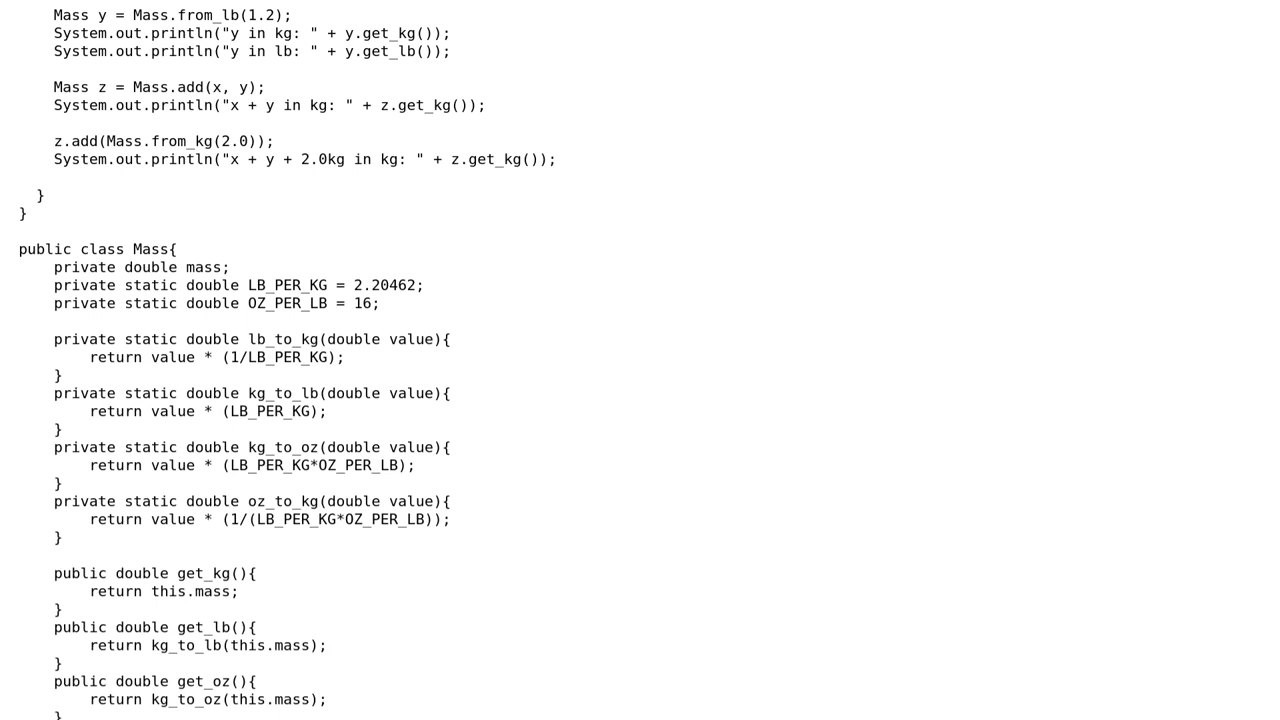 Mass y = Mass.from_lb(1.2);
    System.out.println("y in kg: " + y.get_kg());
    System.out.println("y in lb: " + y.get_lb());

    Mass z = Mass.add(x, y);
    System.out.println("x + y in kg: " + z.get_kg());

    z.add(Mass.from_kg(2.0));
    System.out.println("x + y + 2.0kg in kg: " + z.get_kg());

  }
}

public class Mass{
    private double mass;
    private static double LB_PER_KG = 2.20462;
    private static double OZ_PER_LB = 16;

    private static double lb_to_kg(double value){
        return value * (1/LB_PER_KG);
    }
    private static double kg_to_lb(double value){
        return value * (LB_PER_KG);
    }
    private static double kg_to_oz(double value){
        return value * (LB_PER_KG*OZ_PER_LB);
    }
    private static double oz_to_kg(double value){
        return value * (1/(LB_PER_KG*OZ_PER_LB));
    }

    public double get_kg(){
        return this.mass;
    }
    public double get_lb(){
        return kg_to_lb(this.mass);
    }
    public double get_oz(){
        return kg_to_oz(this.mass);
    }